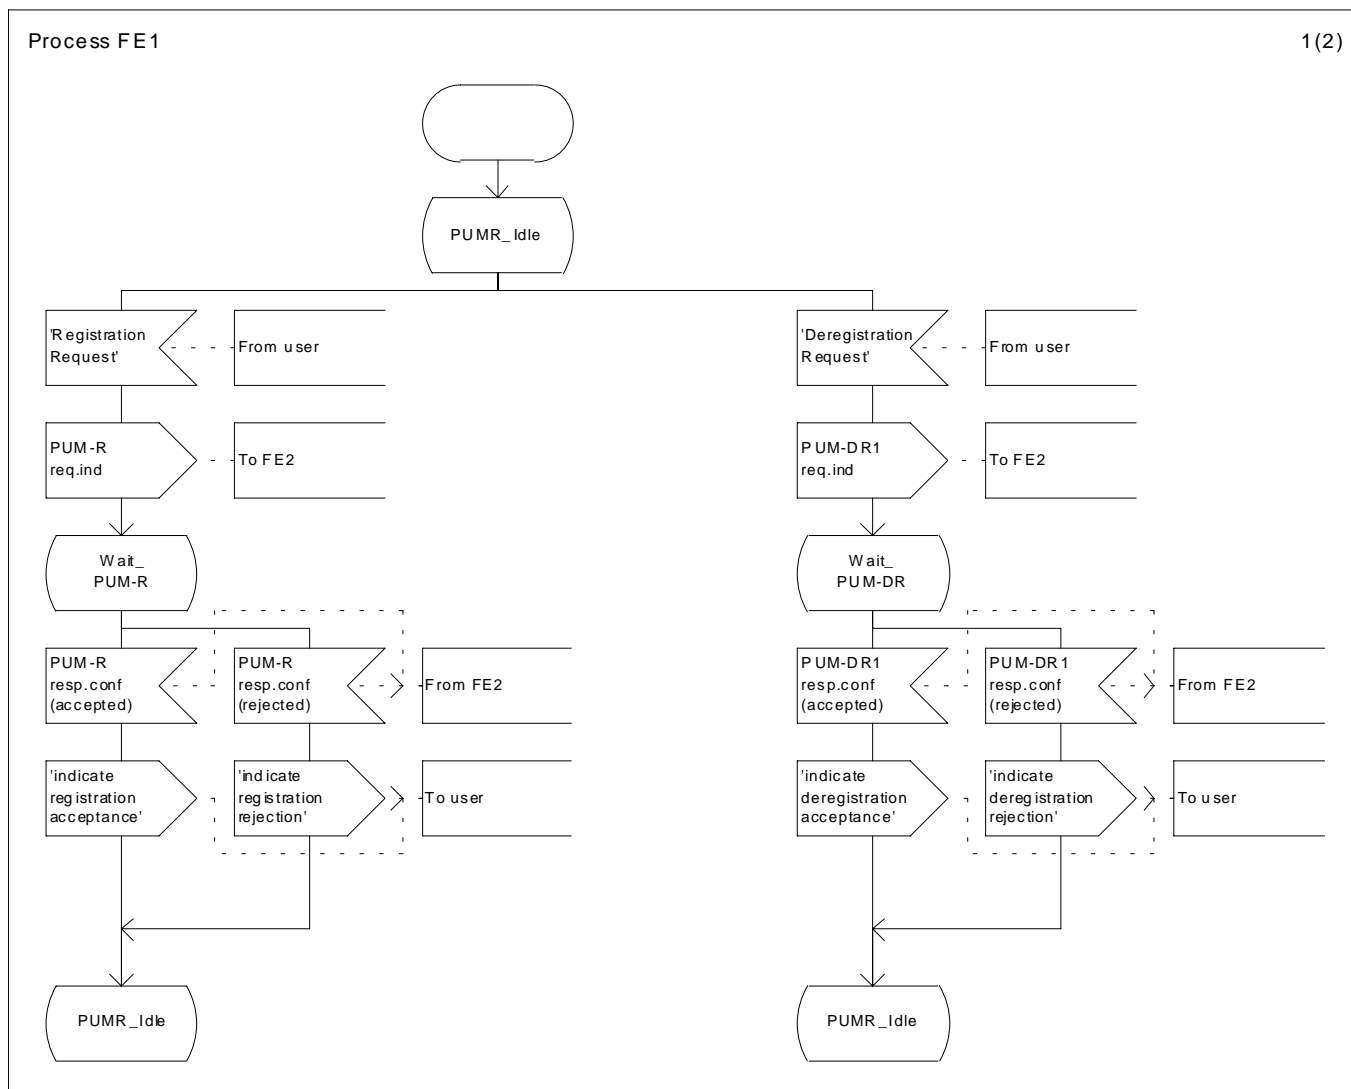 Process FE1
1(2)
PUMR_Idle
'Registration
Request'
From user
'Deregistration
Request'
From user
PUM-R
req.ind
To FE2
PUM-DR1
req.ind
To FE2
Wait_
PUM-R
Wait_
PUM-DR
PUM-R
resp.conf
(accepted)
PUM-R
resp.conf
(rejected)
From FE2
PUM-DR1
resp.conf
(accepted)
PUM-DR1
resp.conf
(rejected)
From FE2
'indicate
registration
acceptance'
'indicate
registration
rejection'
To user
'indicate
deregistration
acceptance'
'indicate
deregistration
rejection'
To user
PUMR_Idle
PUMR_Idle